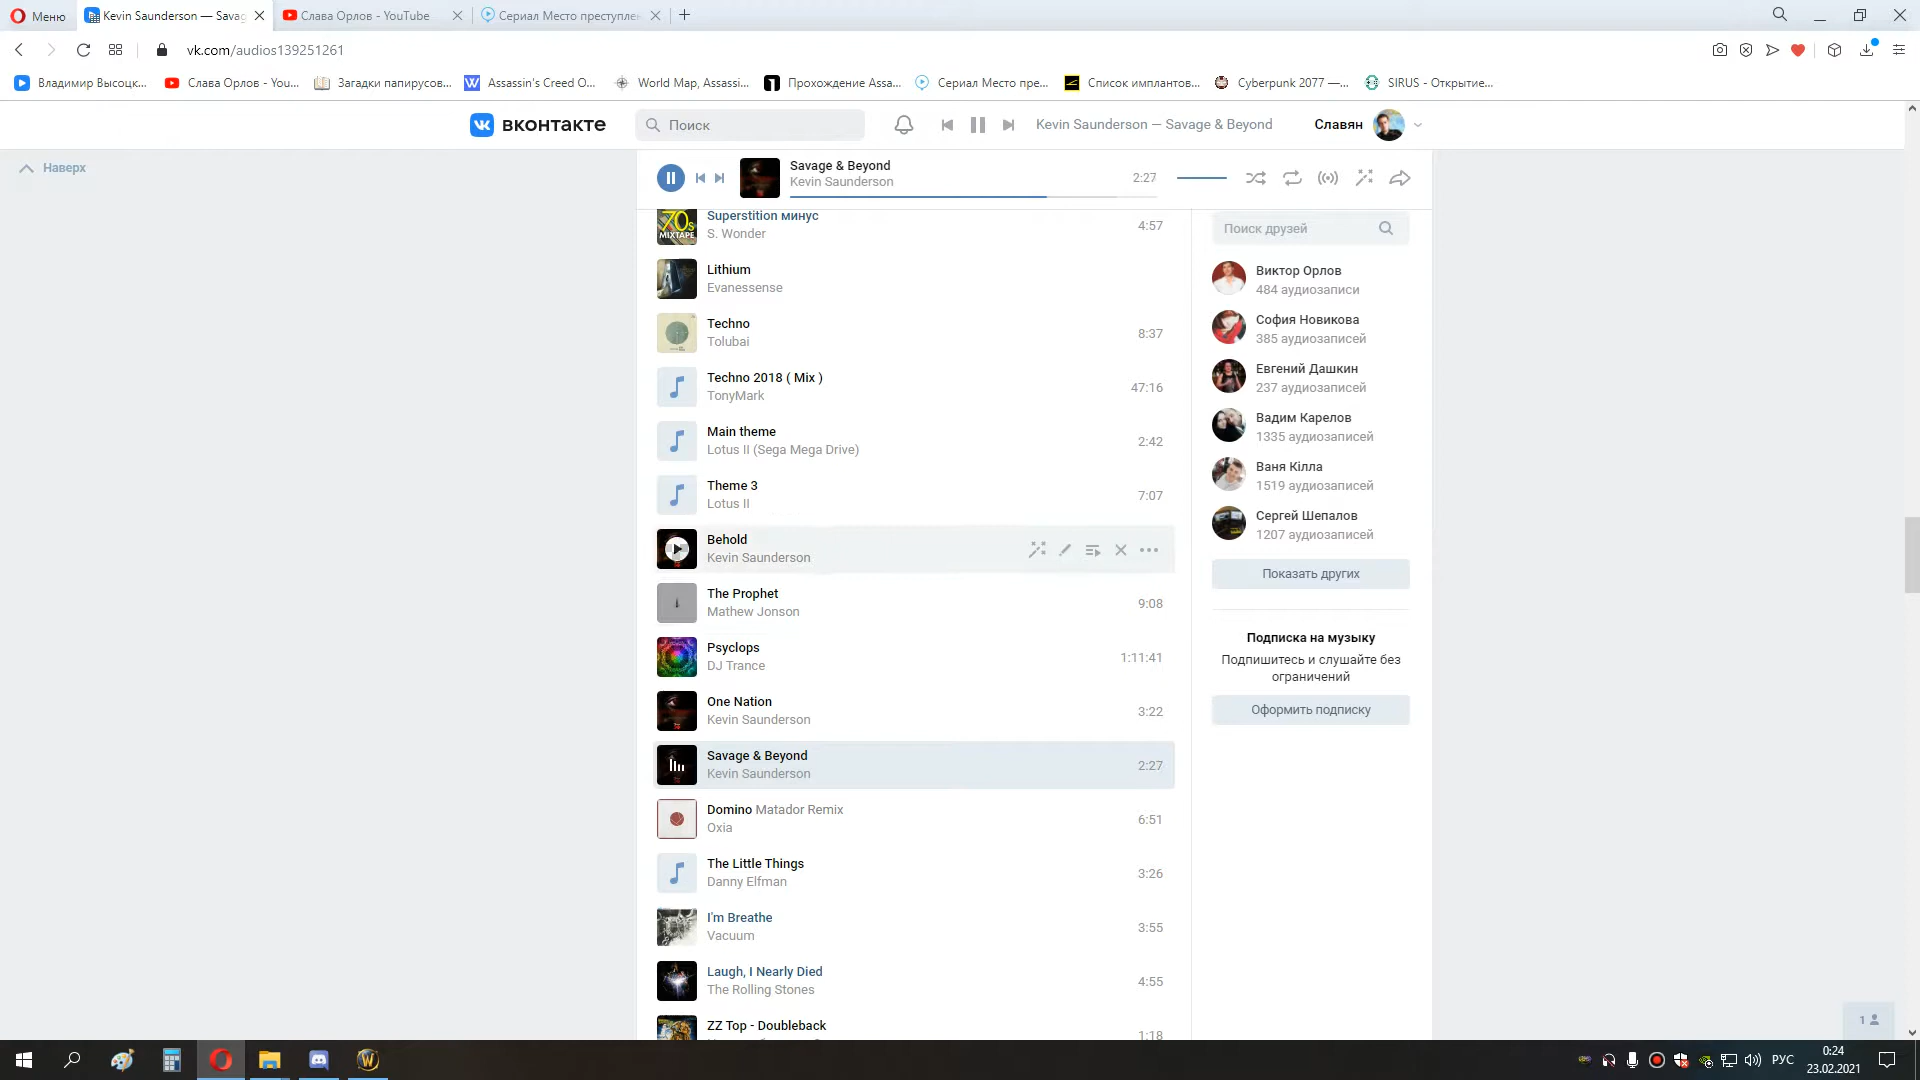 Меню
Kevin Saunderson — Savag
Слава Орлов - YouTube
Сериал Место преступлен
vk.com/audios139251261
Владимир Высоцк...
Слава Орлов - You...
Загадки папирусов...
Assassin's Creed O...
World Map, Assassi...
Прохождение Assa...
Сериал Место пре...
Список имплантов...
Cyberpunk 2077 —...
SIRUS - Открытие...
вконтакте
Поиск
Kevin Saunderson — Savage & Beyond
Славян
Наверх
Savage & Beyond
Kevin Saunderson
2:27
Superstition минус
S. Wonder
4:57
Lithium
Evanessense
Techno
Tolubai
8:37
Techno 2018 ( Mix )
TonyMark
47:16
Main theme
Lotus II (Sega Mega Drive)
2:42
Theme 3
Lotus II
7:07
Behold
Kevin Saunderson
The Prophet
Mathew Jonson
9:08
Psyclops
DJ Trance
1:11:41
One Nation
Kevin Saunderson
3:22
Savage & Beyond
Kevin Saunderson
2:27
Domino Matador Remix
Oxia
6:51
The Little Things
Danny Elfman
3:26
I'm Breathe
Vacuum
3:55
Laugh, I Nearly Died
The Rolling Stones
4:55
ZZ Top - Doubleback
1:18
Поиск друзей
Виктор Орлов
484 аудиозаписи
София Новикова
385 аудиозаписей
Евгений Дашкин
237 аудиозаписей
Вадим Карелов
1335 аудиозаписей
Ваня Кілла
1519 аудиозаписей
Сергей Шепалов
1207 аудиозаписей
Показать других
Подписка на музыку
Подпишитесь и слушайте без
ограничений
Оформить подписку
1
РУС
0:24
23.02.2021